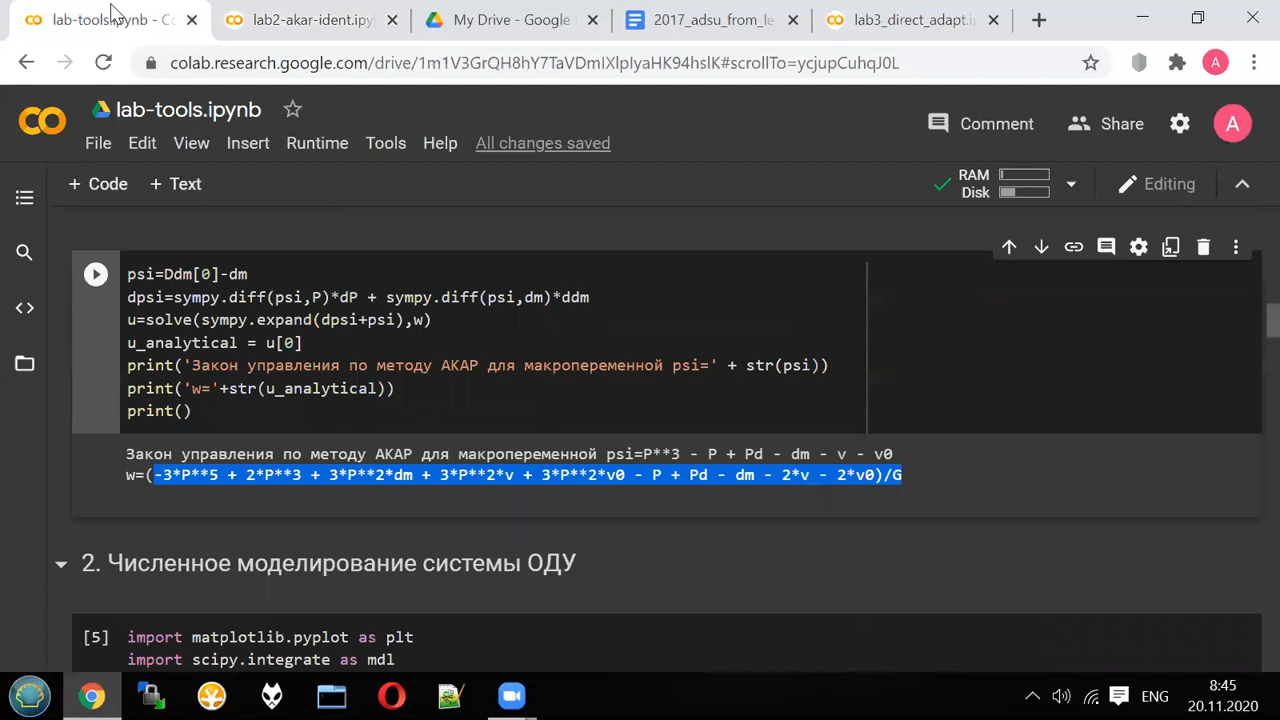 lab-tools.ipynb - Co
lab2-akar-ident.ip
My Drive - Google
2017_adsu_from_le
lab3_direct_adapt.i
colab.research.google.com/drive/1m1V3GrQH8hY7TaVDmIXlpIyaHK94hslK#scrollTo=ycjupCuhqJ0L
A
lab-tools.ipynb
Comment
Share
A
File Edit View Insert Runtime Tools Help All changes saved
+ Code + Text
RAM
Disk
Editing
psi=Ddm[0]-dm
dpsi=sympy.diff(psi,P)*dP + sympy.diff(psi,dm)*ddm
u=solve(sympy.expand(dpsi+psi),w)
u_analytical = u[0]
print('Закон управления по методу АКАР для макропеременной psi=' + str(psi))
print('w='+str(u_analytical))
print()
Закон управления по методу АКАР для макропеременной psi=P**3 - P + Pd - dm - v - v0
w=(-3*P**5 + 2*P**3 + 3*P**2*dm + 3*P**2*v + 3*P**2*v0 - P + Pd - dm - 2*v - 2*v0)/G
2. Численное моделирование системы ОДУ
[5] import matplotlib.pyplot as plt
import scipy.integrate as mdl
ENG
8:45
20.11.2020